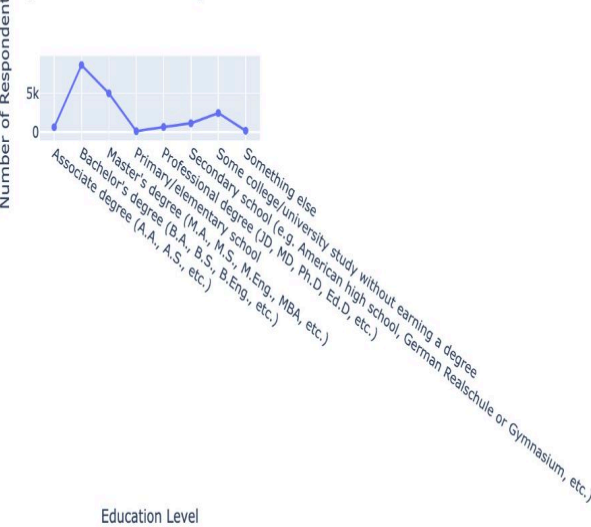 Number of Respondent
5k
0
Associate degree (A.A., A.S., etc.)
Bachelor's degree (B.A., B.S., B.Eng., etc.)
Master's degree (M.A., M.S., M.Eng., MBA, etc.)
Primary/elementary school
Professional degree (JD, MD, Ph.D, Ed.D, etc.)
Secondary school (e.g. American high school, German Realschule or Gymnasium, etc.)
Some college/university study without earning a degree
Something else
Education Level